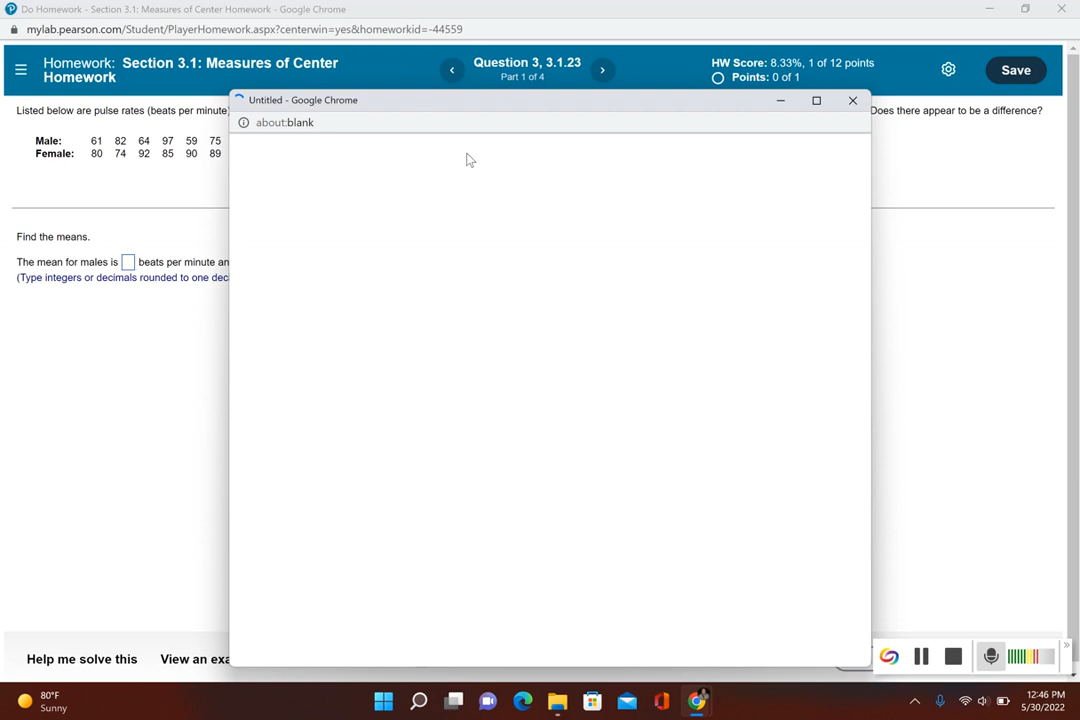 Do Homework - Section 3.1: Measures of Center Homework - Google Chrome
mylab.pearson.com/Student/PlayerHomework.aspx?centerwin=yes&homeworkid=-44559
Homework: Section 3.1: Measures of Center
Homework
Question 3, 3.1.23
Part 1 of 4
HW Score: 8.33%, 1 of 12 points
Points: 0 of 1
Save
Listed below are pulse rates (beats per minute)
Does there appear to be a difference?
Male: 61 82 64 97 59 75
Female: 80 74 92 85 90 89
Untitled - Google Chrome
about:blank
Find the means.
The mean for males is beats per minute an
(Type integers or decimals rounded to one deci
Help me solve this
View an exa
80°F
Sunny
12:46 PM
5/30/2022